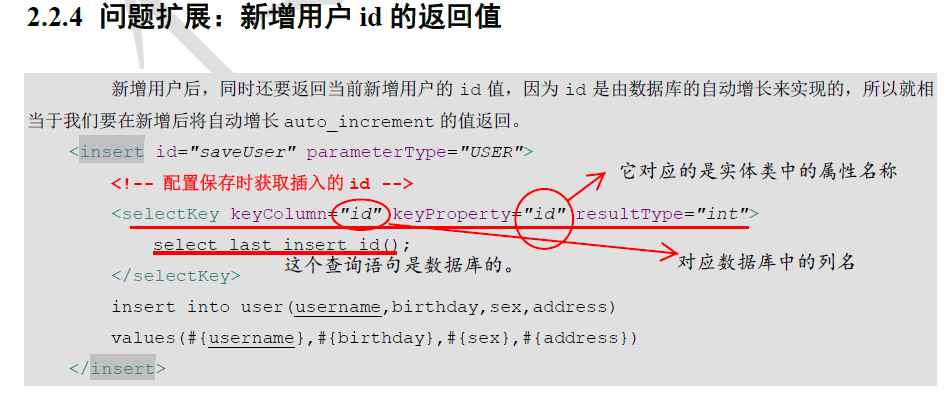 2.2.4 问题扩展：新增用户 id 的返回值
新增用户后，同时还要返回当前新增用户的 id 值，因为 id 是由数据库的自动增长来实现的，所以就相
当于我们要在新增后将自动增长 auto_increment 的值返回。
<insert id="saveUser" parameterType="USER">
<!-- 配置保存时获取插入的 id -->
它对应的是实体类中的属性名称
<selectKey keyColumn="id" keyProperty="id" resultType="int">
select last_insert_id();
这个查询语句是数据库的。
对应数据库中的列名
</selectKey>
insert into user(username,birthday,sex,address)
values(#{username},#{birthday},#{sex},#{address})
</insert>